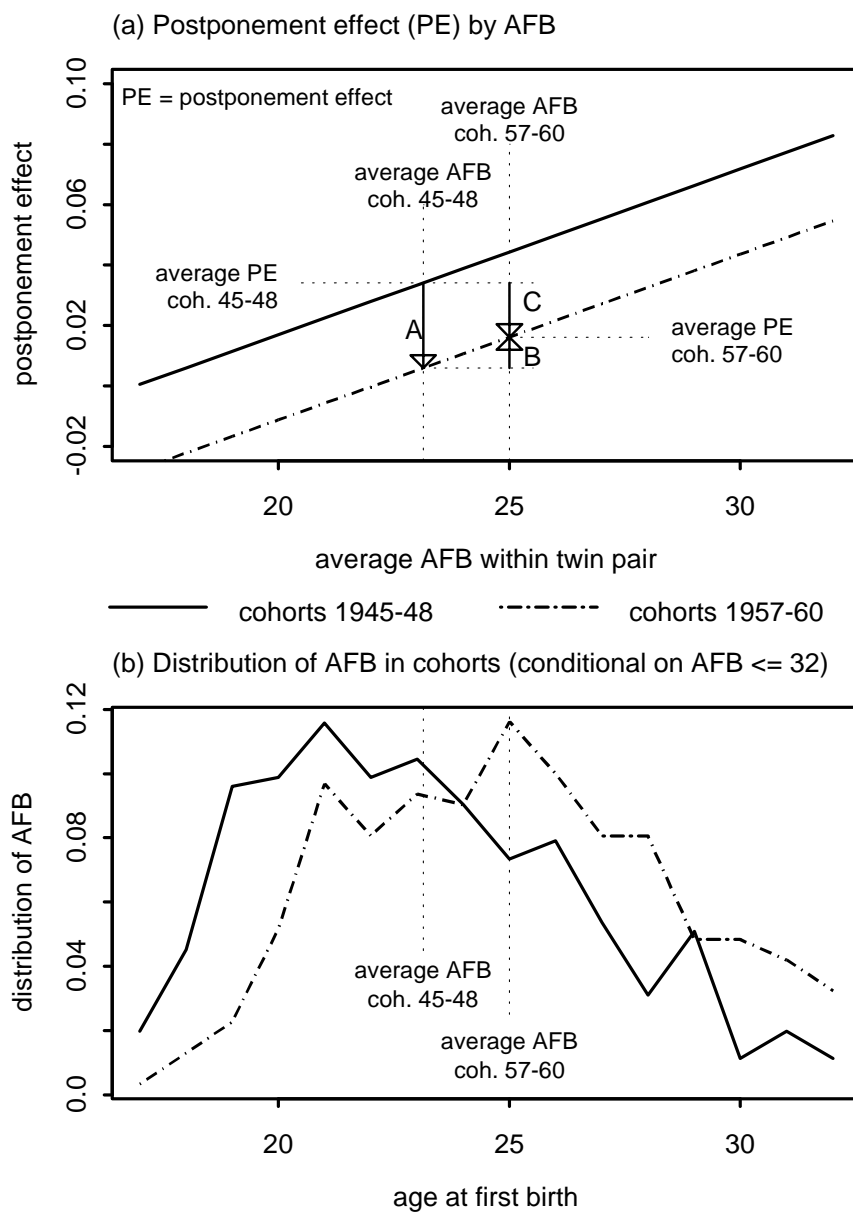 (a) Postponement effect (PE) by AFB
PE = postponement effect
average AFB
coh. 57-60
average AFB
coh. 45-48
average PE
coh. 45-48
A
C
B
average PE
coh. 57-60
postponement effect
-0.02
0.02
0.06
0.10
20
25
30
average AFB within twin pair
cohorts 1945-48
cohorts 1957-60
(b) Distribution of AFB in cohorts (conditional on AFB <= 32)
distribution of AFB
0.0
0.04
0.08
0.12
average AFB
coh. 45-48
average AFB
coh. 57-60
20
25
30
age at first birth